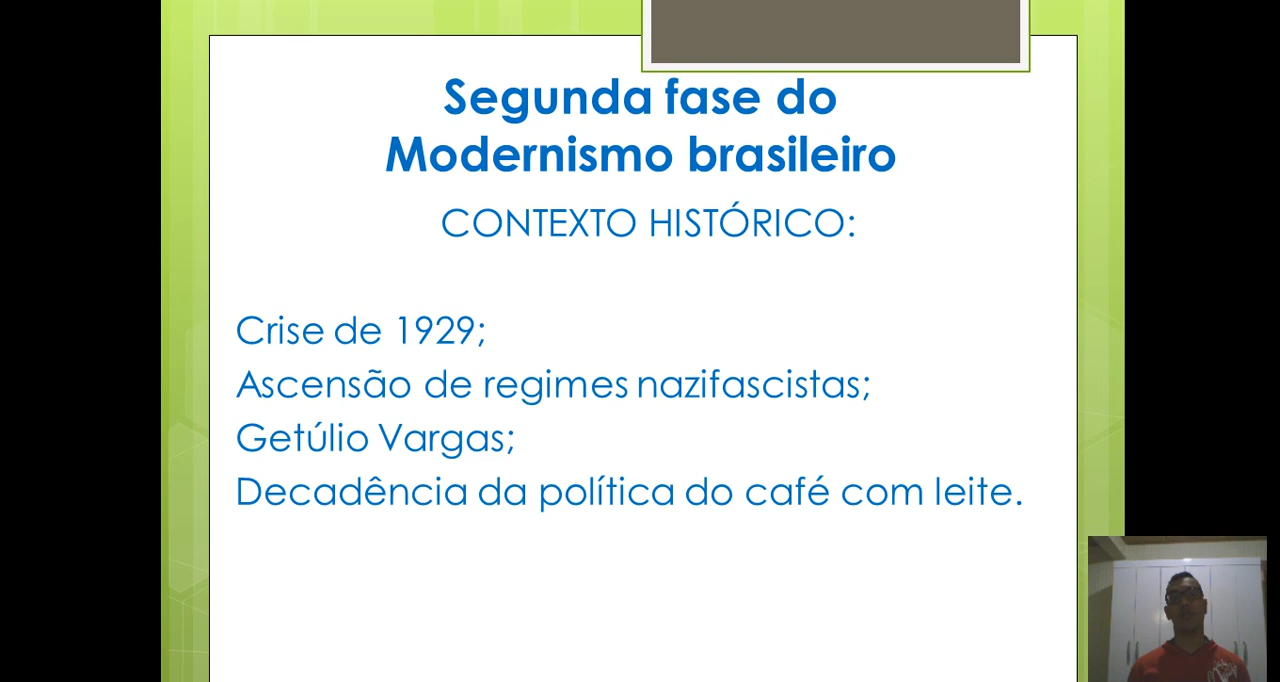 Segunda fase do
Modernismo brasileiro
CONTEXTO HISTÓRICO:
Crise de 1929;
Ascensão de regimes nazifascistas;
Getúlio Vargas;
Decadência da política do café com leite.